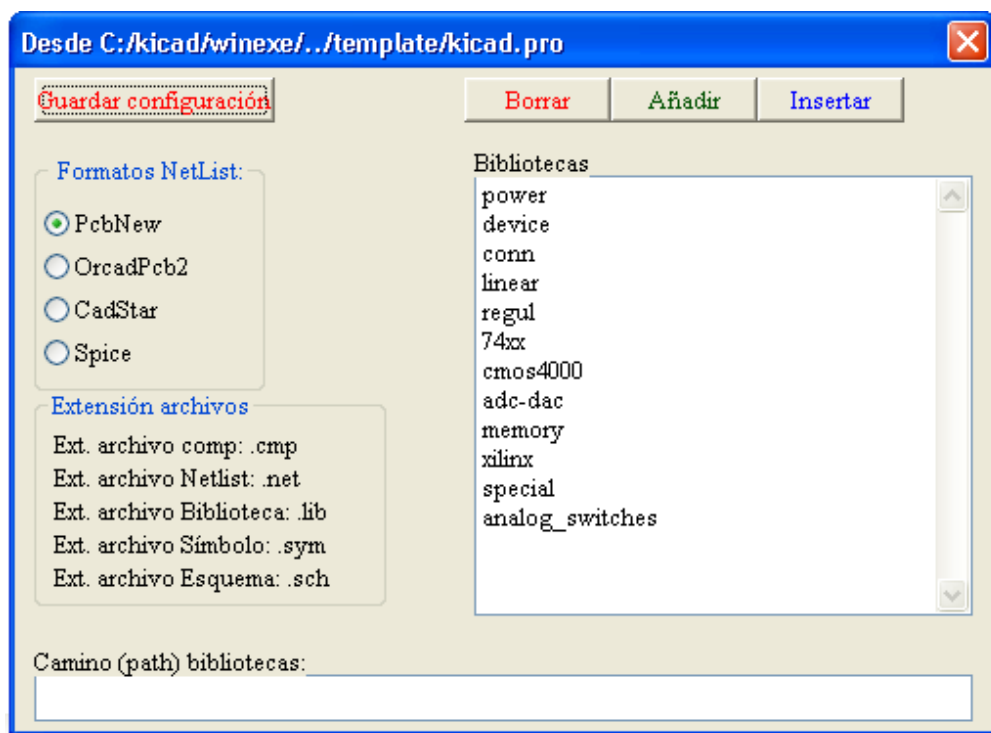 Desde C:/kicad/winexe/../template/kicad.pro
Guardar configuración
Borrar
Añadir
Insertar
Formatos NetList:
PcbNew
OrcadPcb2
CadStar
Spice
Extensión archivos
Ext. archivo comp: .cmp
Ext. archivo Netlist: .net
Ext. archivo Biblioteca: .lib
Ext. archivo Símbolo: .sym
Ext. archivo Esquema: .sch
Bibliotecas
power
device
conn
linear
regul
74xx
cmos4000
adc-dac
memory
xilinx
special
analog_switches
Camino (path) bibliotecas: